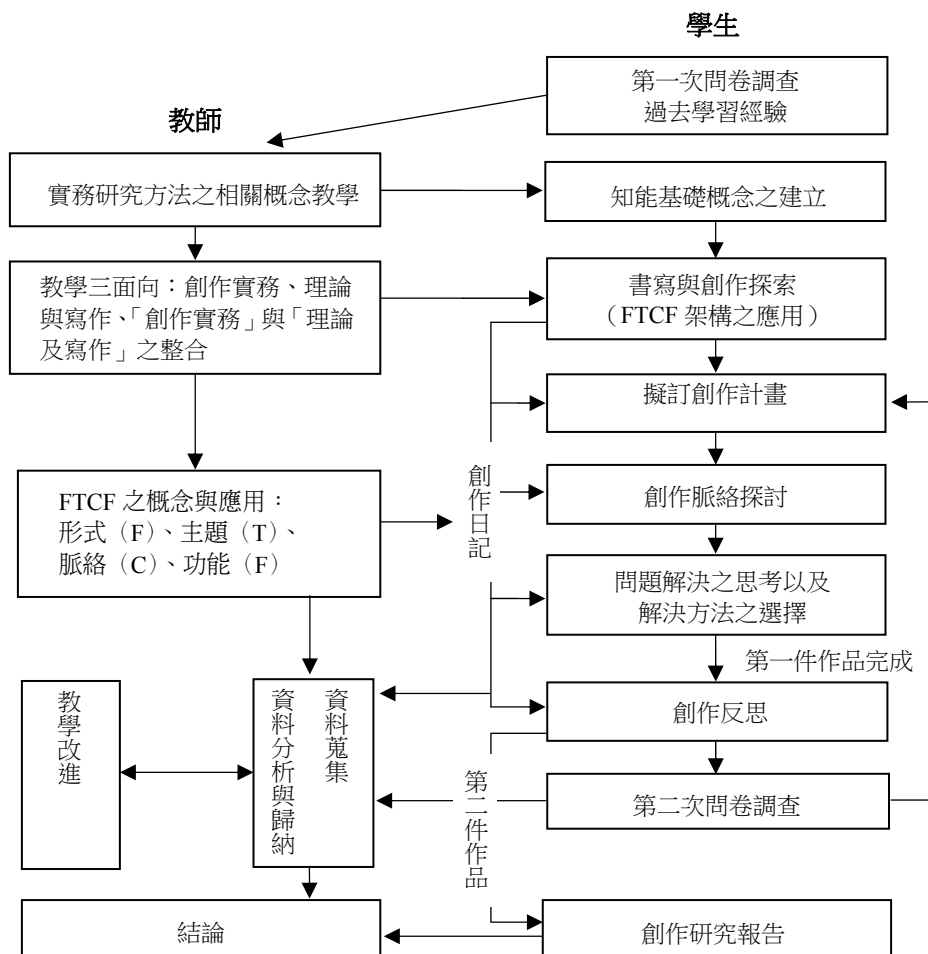 學生
第一次問卷調查
過去學習經驗
教師
實務研究方法之相關概念教學
知能基礎概念之建立
教學三面向：創作實務、理論
與寫作、「創作實務」與「理論
及寫作」之整合
書寫與創作探索
（FTCF 架構之應用）
擬訂創作計畫
創作日記
創作脈絡探討
FTCF 之概念與應用：
形式（F）、主題（T）、
脈絡（C）、功能（F）
問題解決之思考以及
解決方法之選擇
第一件作品完成
教學改進
資料蒐集
資料分析與歸納
創作反思
第二件作品
第二次問卷調查
結論
創作研究報告